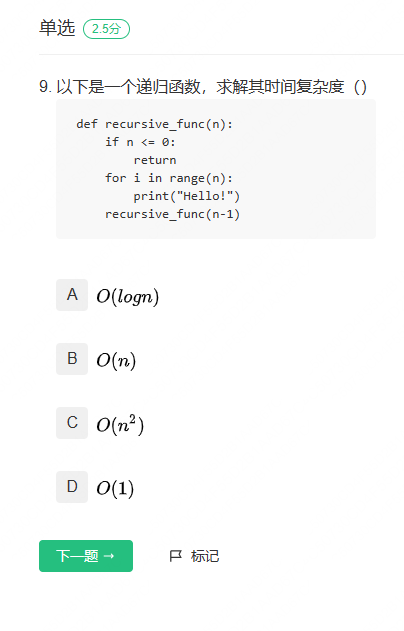 单选 2.5分
9. 以下是一个递归函数，求解其时间复杂度（）
def recursive_func(n):
    if n <= 0:
        return
    for i in range(n):
        print("Hello!")
    recursive_func(n-1)
A O(logn)
B O(n)
C O(n²)
D O(1)
下一题 → 标记